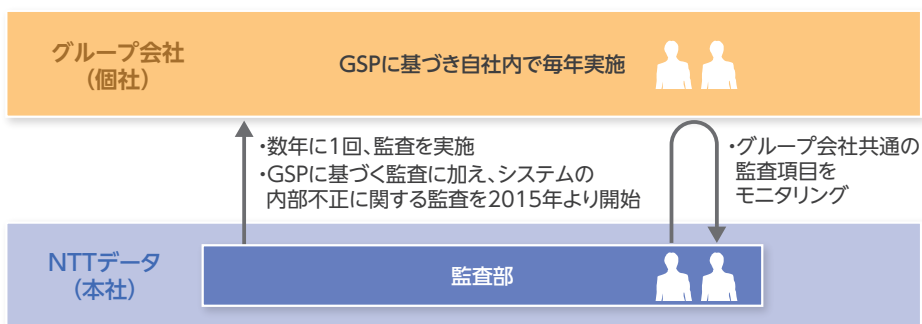 グループ会社
（個社）
GSPに基づき自社内で毎年実施
・数年に1回、監査を実施
・GSPに基づく監査に加え、システムの
内部不正に関する監査を2015年より開始
・グループ会社共通の
監査項目を
モニタリング
NTTデータ
（本社）
監査部